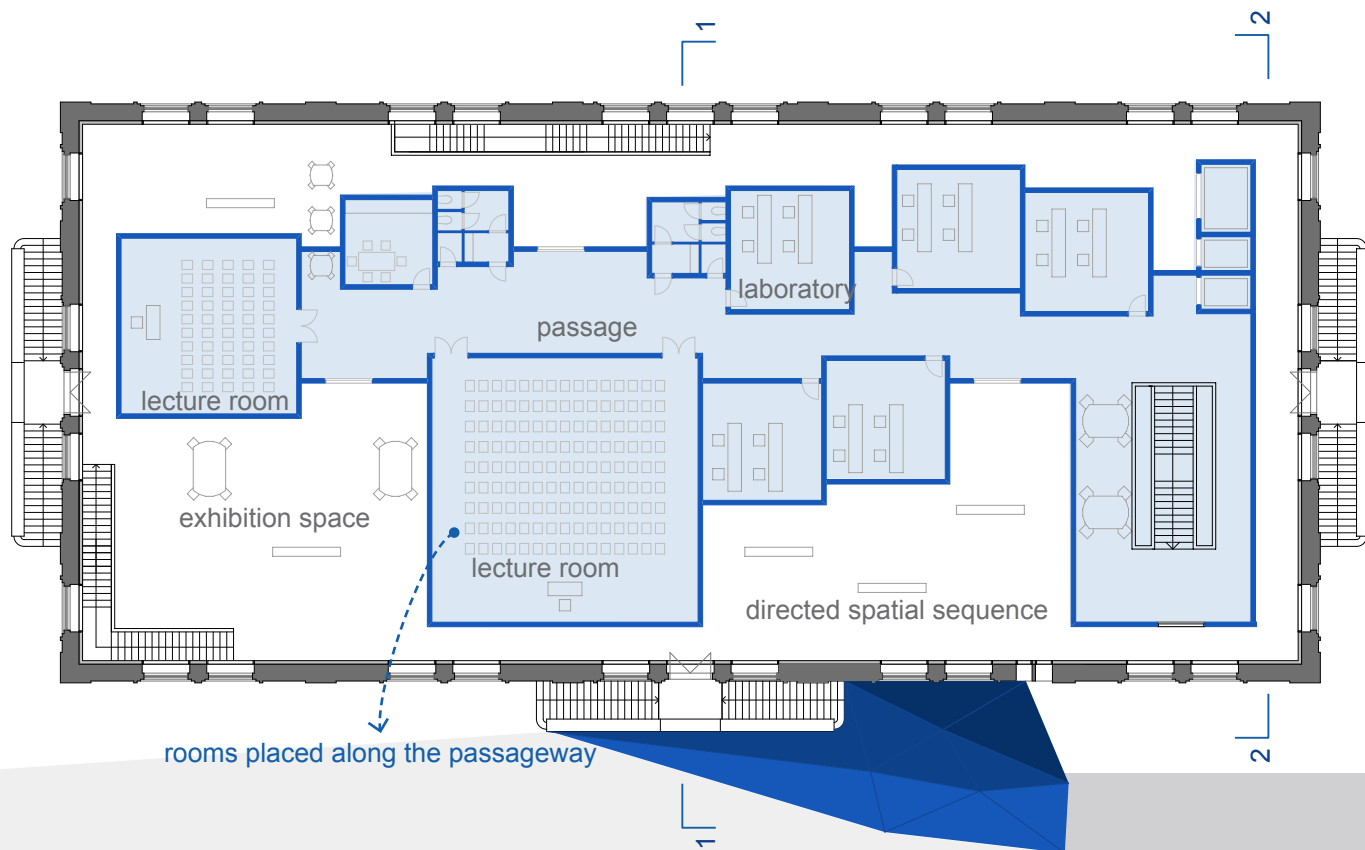 1
2
laboratory
passage
lecture room
exhibition space
lecture room
directed spatial sequence
rooms placed along the passageway
2
1